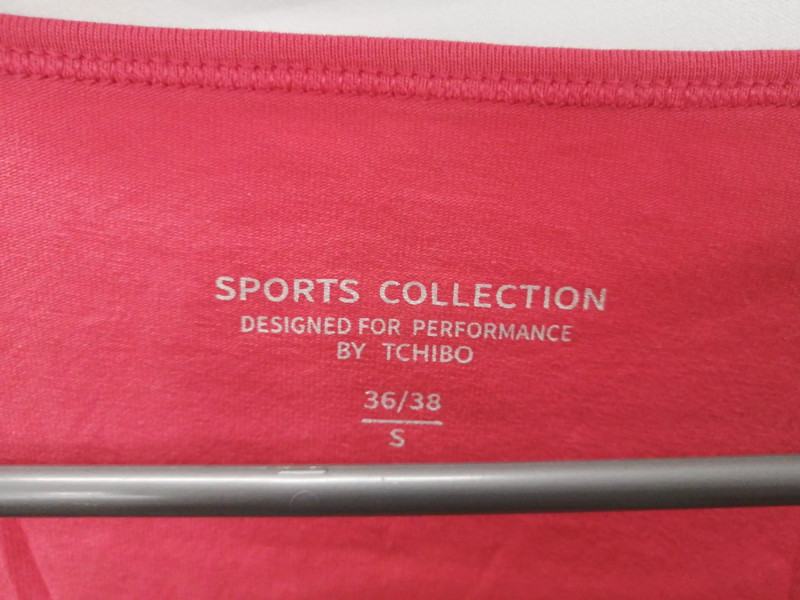 SPORTS COLLECTION
DESIGNED FOR PERFORMANCE
BY TCHIBO
36/38
S